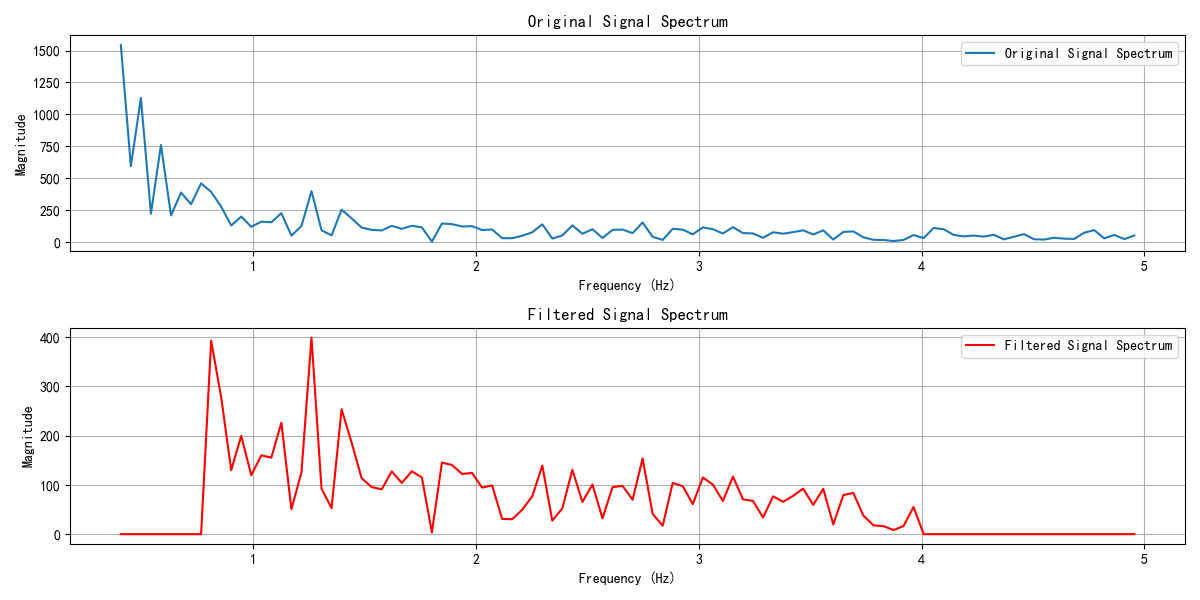 Original Signal Spectrum
1500
1250
1000
750
500
250
0
Magnitude
Original Signal Spectrum
1 2 3 4 5
Frequency (Hz)
Filtered Signal Spectrum
400
300
200
100
0
Magnitude
Filtered Signal Spectrum
1 2 3 4 5
Frequency (Hz)